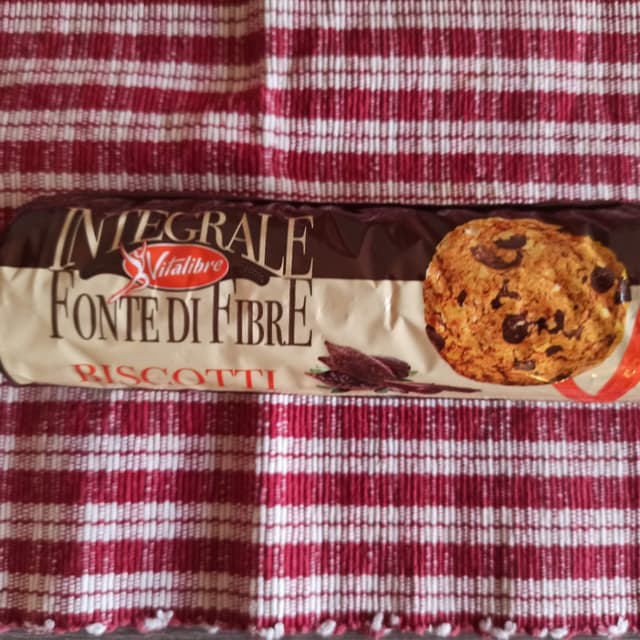 INTEGRALE
Vitalibre
FONTE DI FIBRE
BISCOTTI